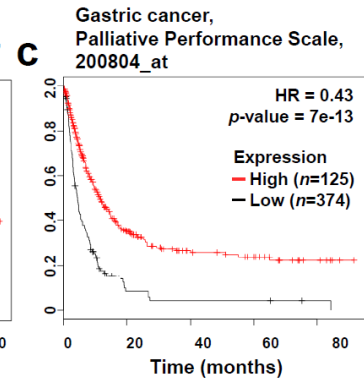 Gastric cancer,
Palliative Performance Scale,
200804_at
C
2.0
0.8
0.6
0.4
0.2
0
HR = 0.43
p-value = 7e-13
Expression
High (n=125)
Low (n=374)
0 20 40 60 80
Time (months)
0